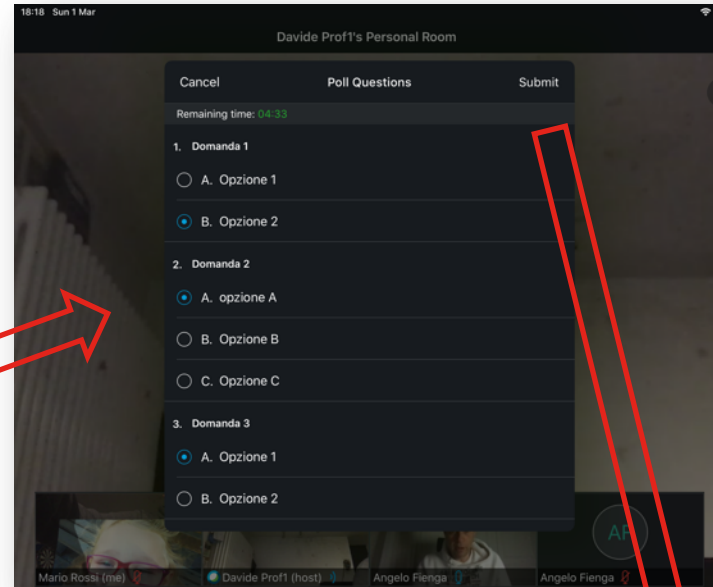 18:18 Sun 1 Mar
Davide Prof1's Personal Room
Cancel Poll Questions Submit
Remaining time: 04:33
1. Domanda 1
A. Opzione 1
B. Opzione 2
2. Domanda 2
A. opzione A
B. Opzione B
C. Opzione C
3. Domanda 3
A. Opzione 1
B. Opzione 2
AF
Mario Rossi (me) Davide Prof1 (host) Angelo Fienga Angelo Fienga